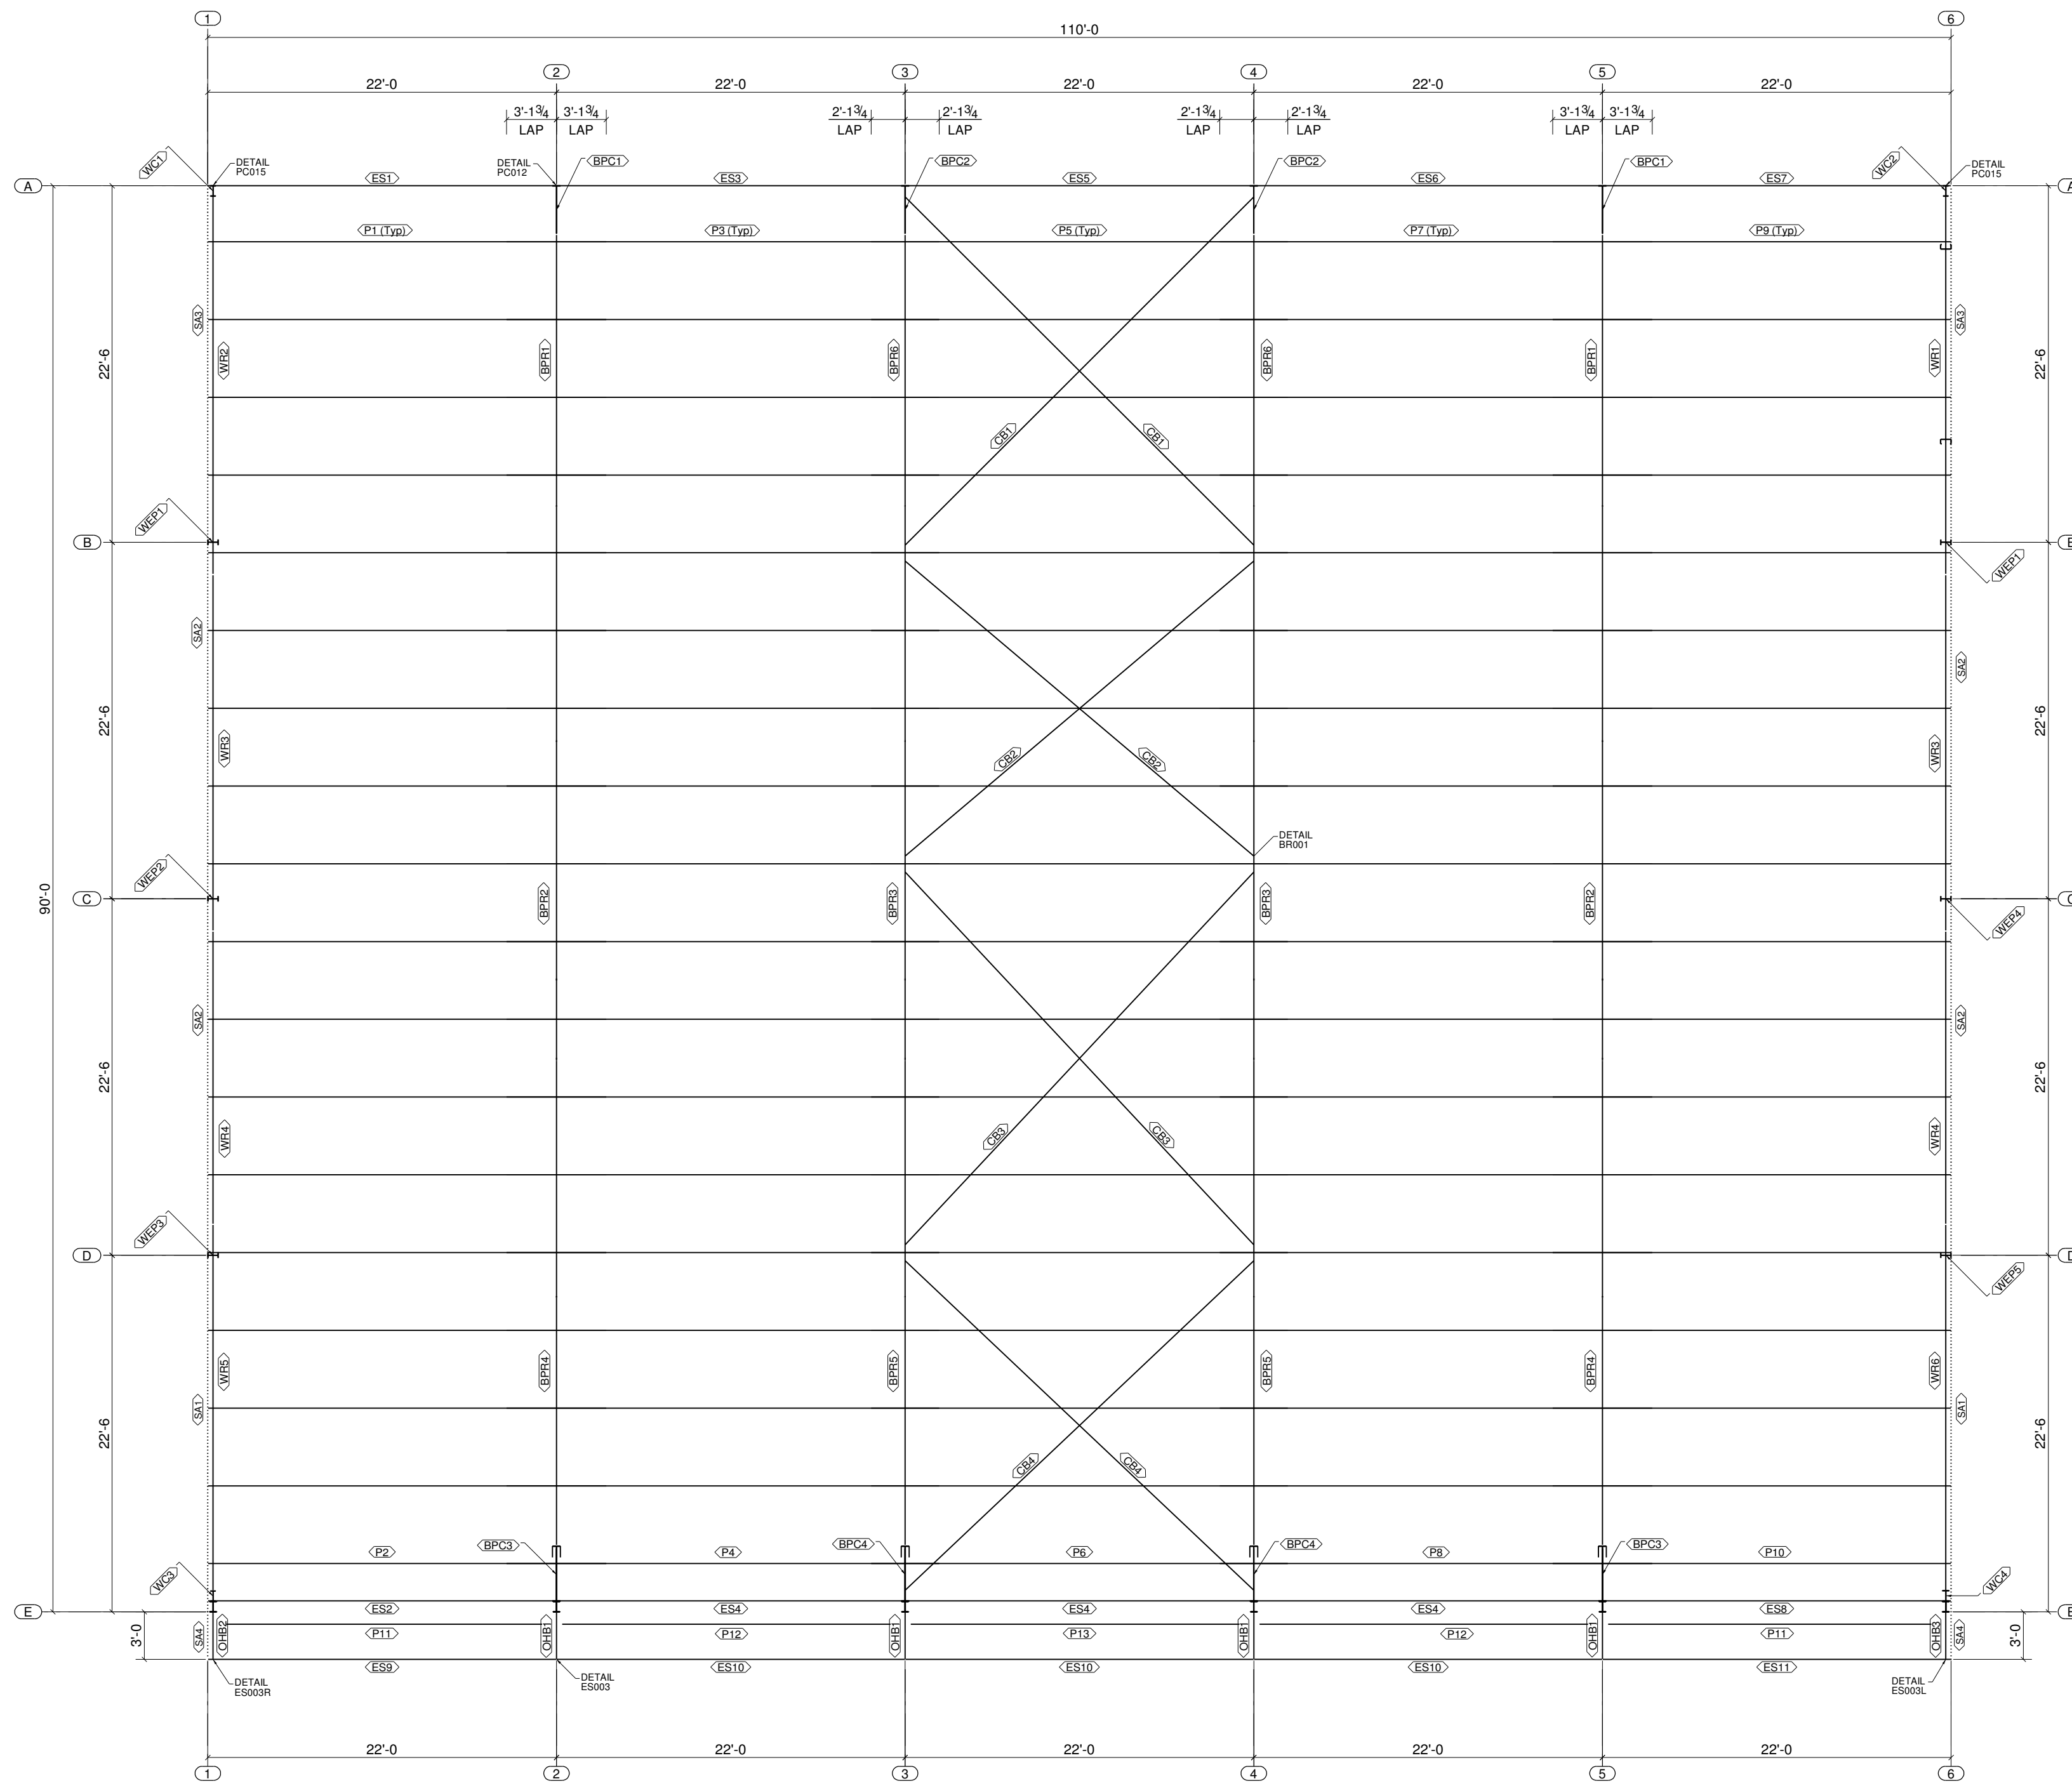 1
6
110'-0
2
3
4
5
22'-0
22'-0
22'-0
22'-0
22'-0
3'-1 3/4
LAP
3'-1 3/4
LAP
2'-1 3/4
LAP
2'-1 3/4
LAP
2'-1 3/4
LAP
2'-1 3/4
LAP
3'-1 3/4
LAP
3'-1 3/4
LAP
WC1
DETAIL
PC015
DETAIL
PC012
BPC1
BPC2
BPC2
BPC1
WC2
DETAIL
PC015
A
ES1
ES3
ES5
ES6
ES7
A
P1 (Typ)
P3 (Typ)
P5 (Typ)
P7 (Typ)
P9 (Typ)
SA3
SA3
22'-6
WR2
BPR1
BPR6
BPR6
BPR1
WR1
22'-6
CB1
CB1
WEP1
B
WEP1
SA2
SA2
22'-6
WR3
CB2
CB2
WR3
22'-6
DETAIL
BR001
WEP2
90'-0
C
BPR2
BPR3
BPR3
BPR2
WEP4
SA2
SA2
22'-6
22'-6
WR4
CB3
CB3
WR4
WEP3
D
WEP5
WR5
BPR4
BPR5
BPR5
BPR4
WR6
SA1
SA1
22'-6
22'-6
CB4
CB4
P2
BPC3
P4
BPC4
P6
BPC4
P8
BPC3
P10
WC3
WC4
E
ES2
ES4
ES4
ES4
ES8
3'-0
SA4
OHB2
P11
OHB1
P12
OHB1
P13
OHB1
P12
OHB1
P11
OHB3
SA4
3'-0
ES9
ES10
ES10
ES10
ES11
DETAIL
ES003R
DETAIL
ES003
DETAIL
ES003L
22'-0
22'-0
22'-0
22'-0
22'-0
1
2
3
4
5
6